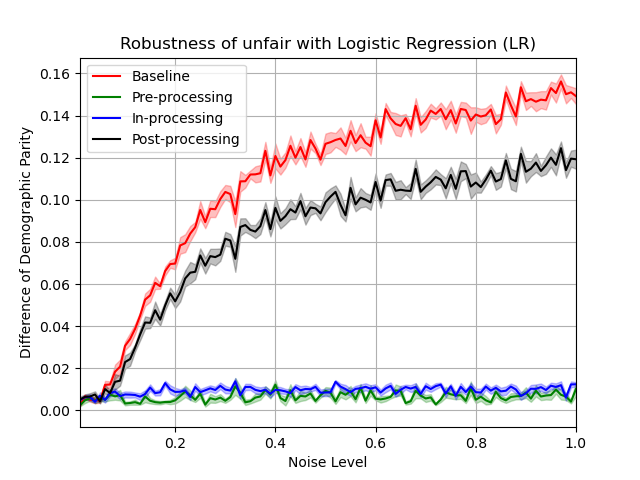 Robustness of unfair with Logistic Regression (LR)
Baseline
Pre-processing
In-processing
Post-processing
Difference of Demographic Parity
0.16
0.14
0.12
0.10
0.08
0.06
0.04
0.02
0.00
0.2 0.4 0.6 0.8 1.0
Noise Level